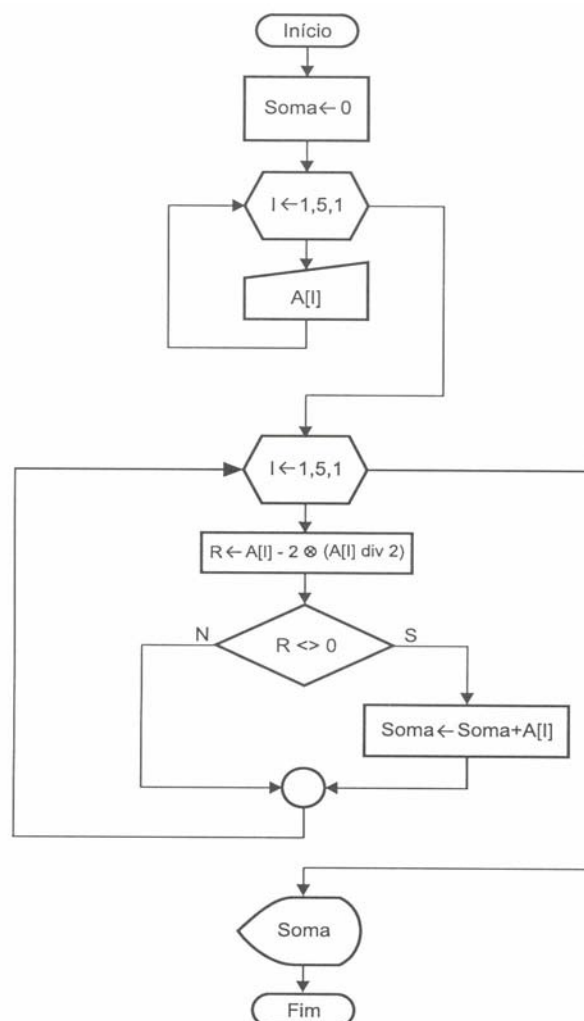 Início
Soma ← 0
I ← 1,5,1
A[I]
I ← 1,5,1
R ← A[I] - 2 ⊗ (A[I] div 2)
N
R <> 0
S
Soma ← Soma+A[I]
Soma
Fim